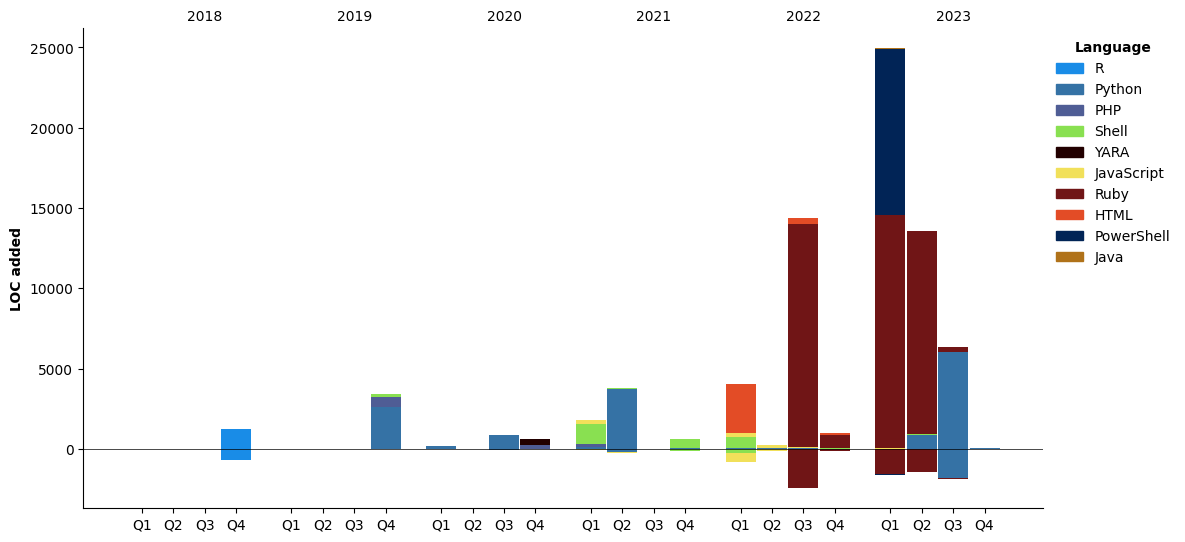 2018 2019 2020 2021 2022 2023
25000
20000
15000
10000
5000
0
LOC added
Q1 Q2 Q3 Q4 Q1 Q2 Q3 Q4 Q1 Q2 Q3 Q4 Q1 Q2 Q3 Q4 Q1 Q2 Q3 Q4 Q1 Q2 Q3 Q4
Language
R
Python
PHP
Shell
YARA
JavaScript
Ruby
HTML
PowerShell
Java